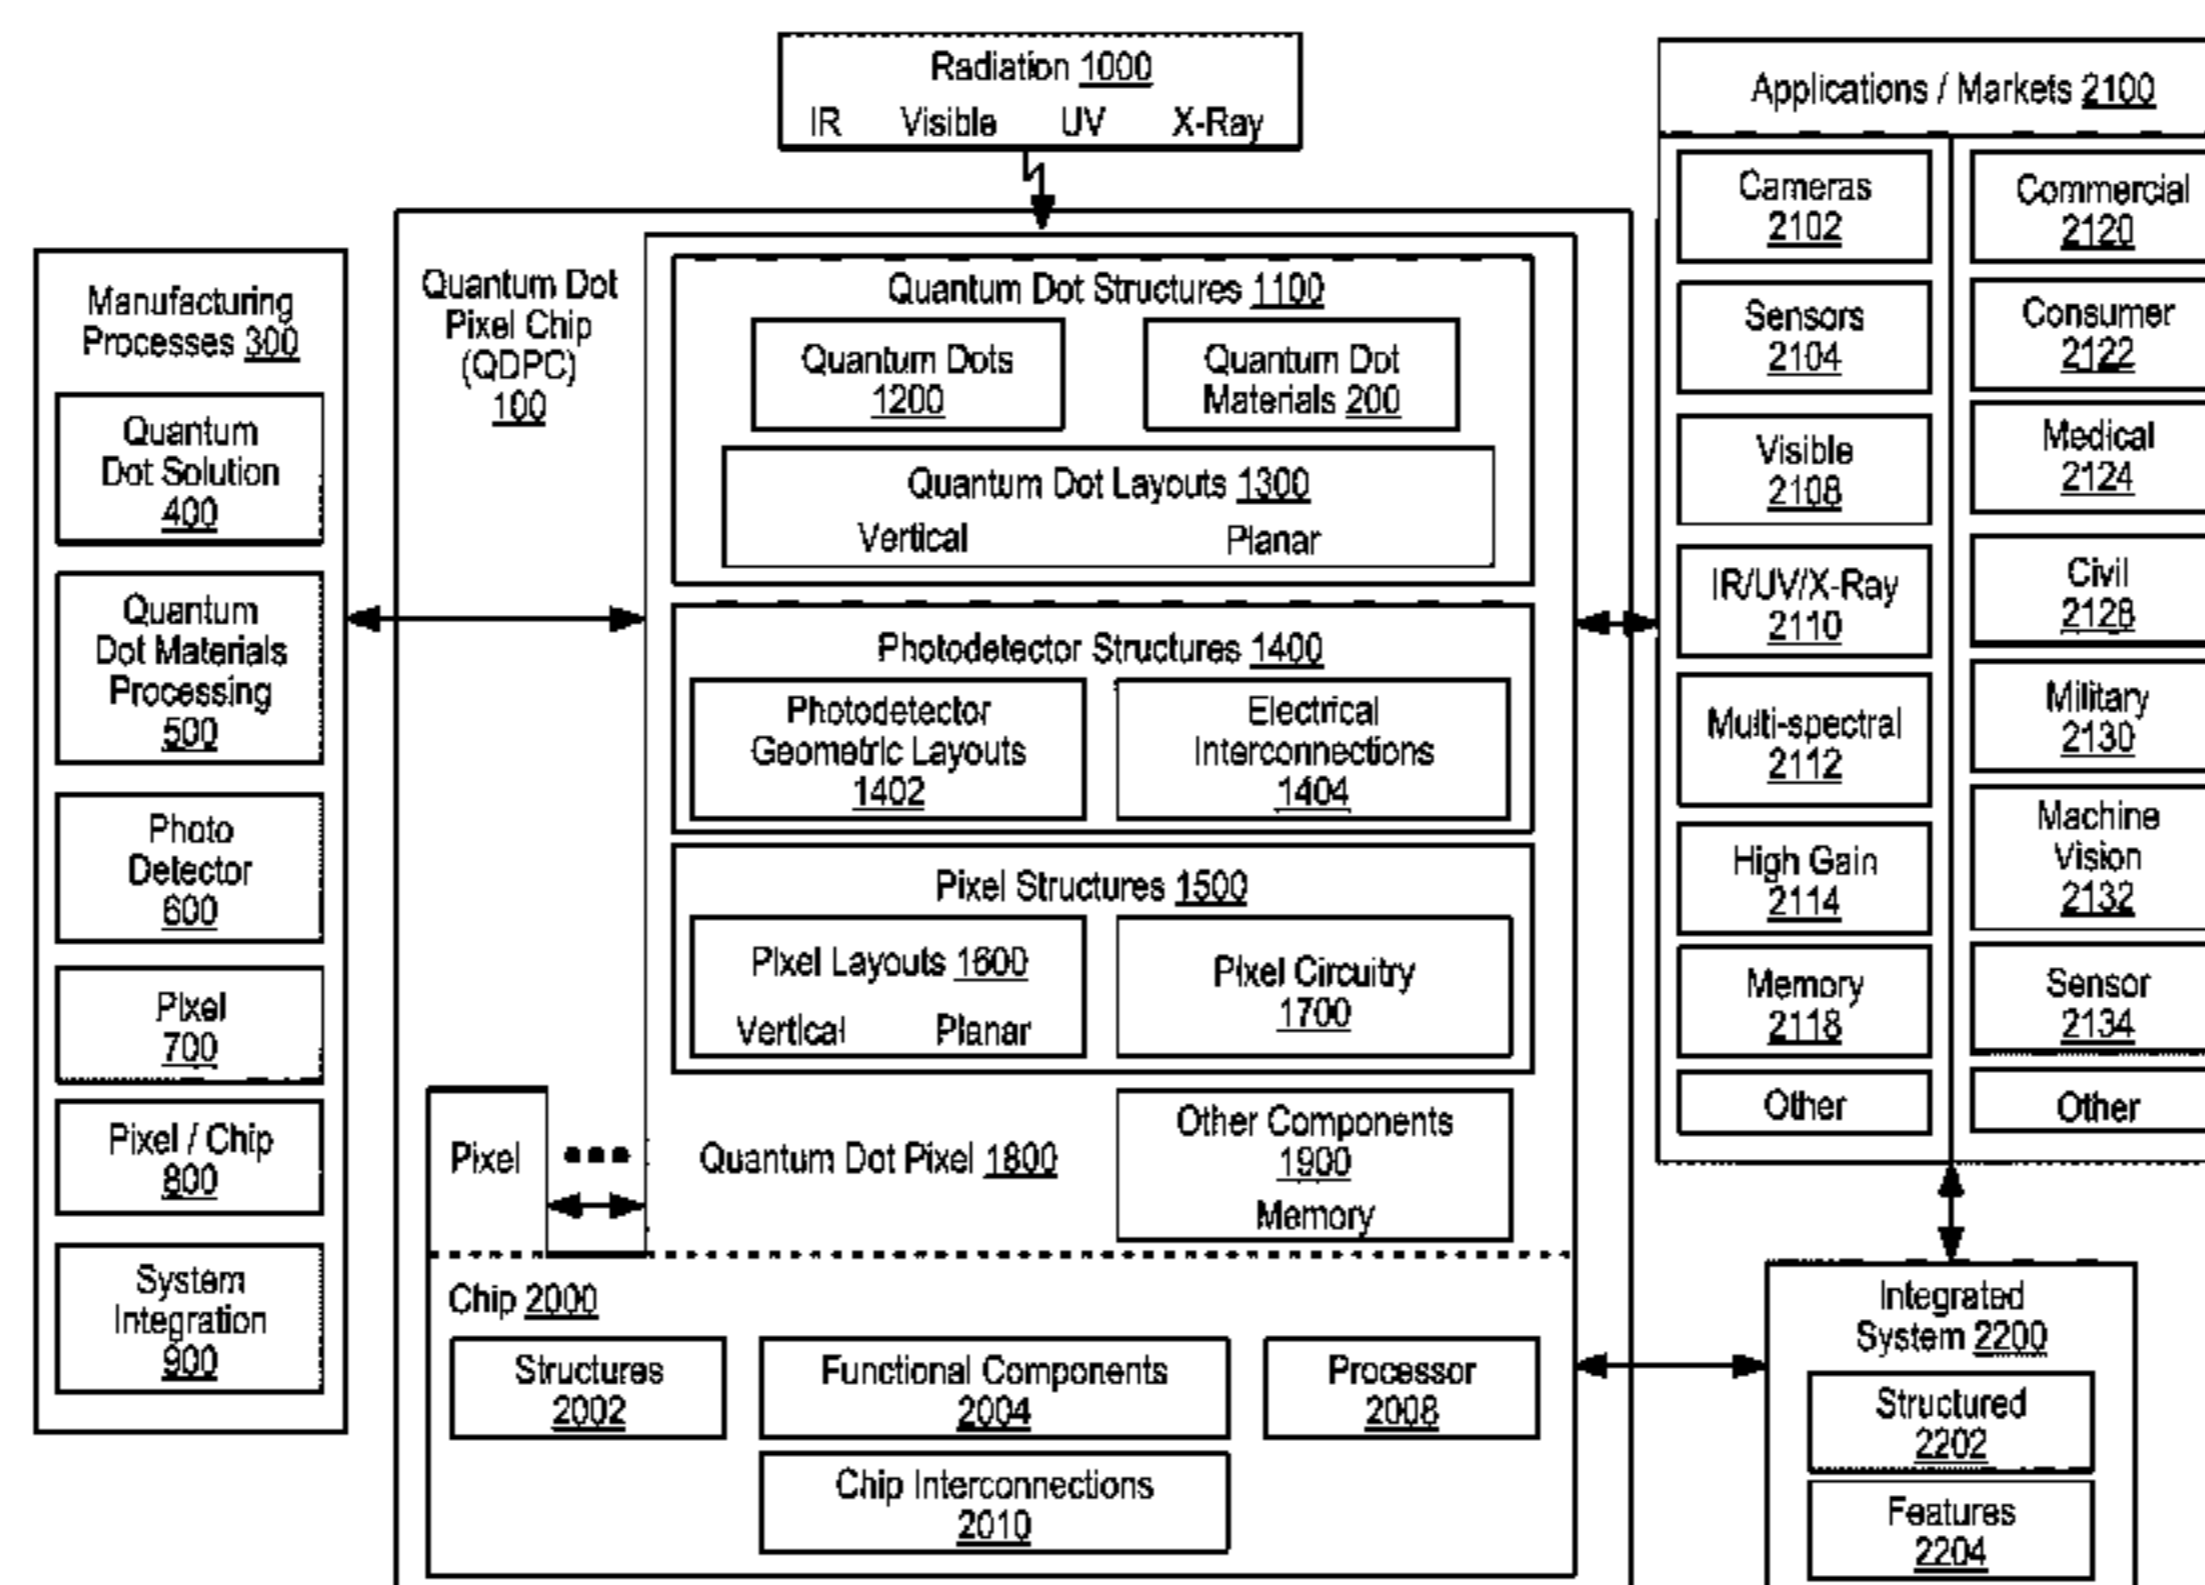 Radiation 1000
IR Visible UV X-Ray
Manufacturing
Processes 300
Quantum
Dot Solution
400
Quantum
Dot Materials
Processing
500
Photo
Detector
600
Pixel
700
Pixel / Chip
800
System
Integration
900
Quantum Dot
Pixel Chip
(QDPC)
100
Quantum Dot Structures 1100
Quantum Dots
1200
Quantum Dot
Materials 200
Quantum Dot Layouts 1300
Vertical Planar
Photodetector Structures 1400
Photodetector
Geometric Layouts
1402
Electrical
Interconnections
1404
Pixel Structures 1500
Pixel Layouts 1600
Vertical Planar
Pixel Circuitry
1700
Pixel
Quantum Dot Pixel 1800
Other Components
1900
Memory
Chip 2000
Structures
2002
Functional Components
2004
Processor
2008
Chip Interconnections
2010
Applications / Markets 2100
Cameras
2102
Sensors
2104
Visible
2108
IR/UV/X-Ray
2110
Multi-spectral
2112
High Gain
2114
Memory
2118
Other
Commercial
2120
Consumer
2122
Medical
2124
Civil
2128
Military
2130
Machine
Vision
2132
Sensor
2134
Other
Integrated
System 2200
Structured
2202
Features
2204